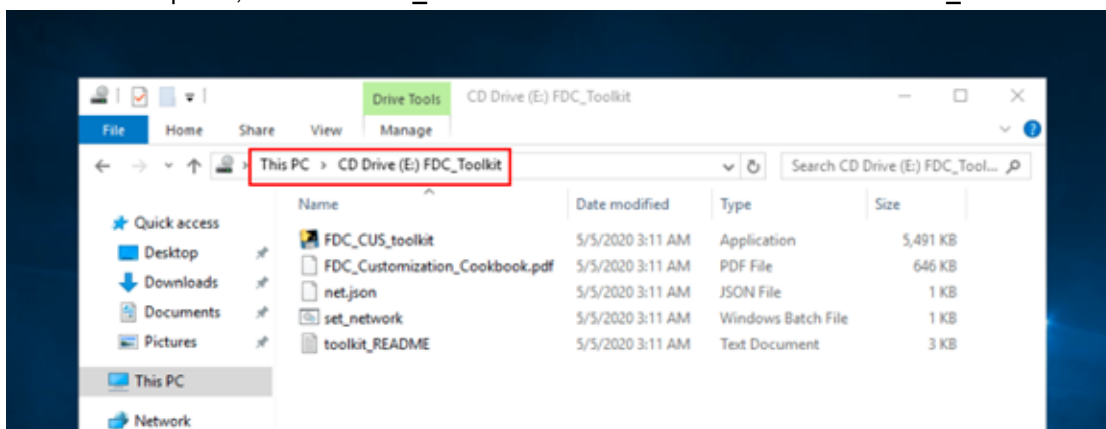 Drive Tools CD Drive (E:) FDC_Toolkit
File Home Share View Manage
This PC › CD Drive (E:) FDC_Toolkit Search CD Drive (E:) FDC_Tool...
Name Date modified Type Size
Quick access
FDC_CUS_toolkit 5/5/2020 3:11 AM Application 5,491 KB
Desktop
FDC_Customization_Cookbook.pdf 5/5/2020 3:11 AM PDF File 646 KB
Downloads
net.json 5/5/2020 3:11 AM JSON File 1 KB
Documents
set_network 5/5/2020 3:11 AM Windows Batch File 1 KB
Pictures
toolkit_README 5/5/2020 3:11 AM Text Document 3 KB
This PC
Network